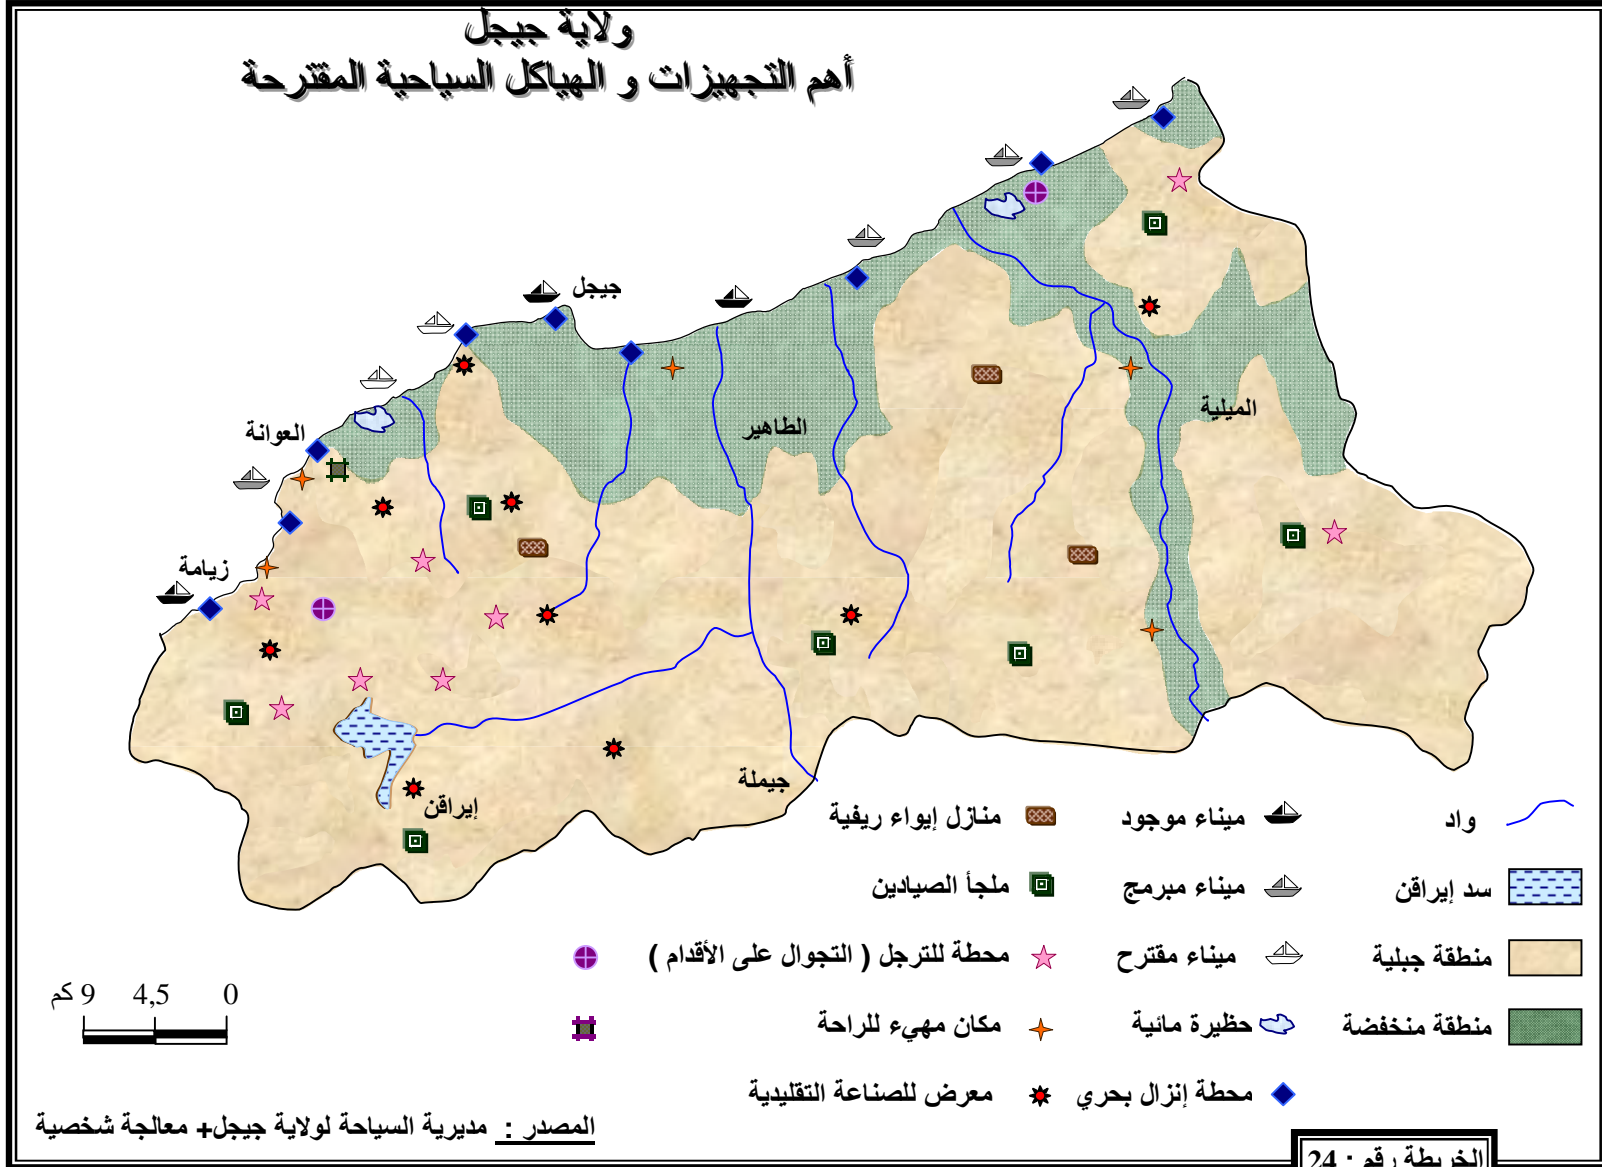 ولاية جيجل
أهم التجهيزات و الهياكل السياحية المقترحة
جيجل
العوانة
الطاهير
الميلية
زيامة
جيملة
إيراقن
واد
ميناء موجود
منازل إيواء ريفية
سد إيراقن
ميناء مبرمج
ملجأ الصيادين
منطقة جبلية
ميناء مقترح
محطة للترجل ( التجوال على الأقدام )
منطقة منخفضة
حظيرة مائية
مكان مهيء للراحة
محطة إنزال بحري
معرض للصناعة التقليدية
0 4,5 9 كم
المصدر : مديرية السياحة لولاية جيجل+ معالجة شخصية
الخريطة رقم : 24